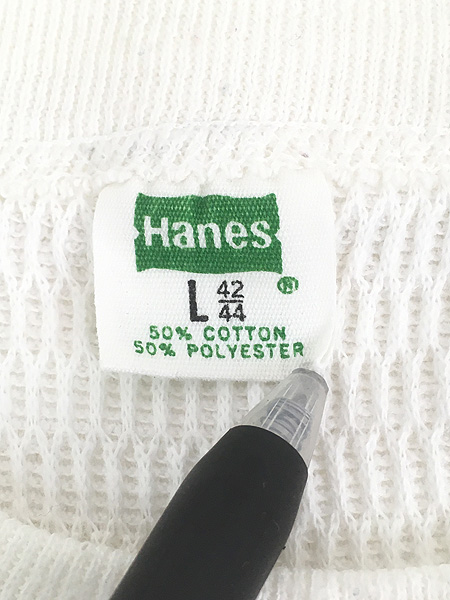 Hanes
L 42/44
®
50% COTTON
50% POLYESTER